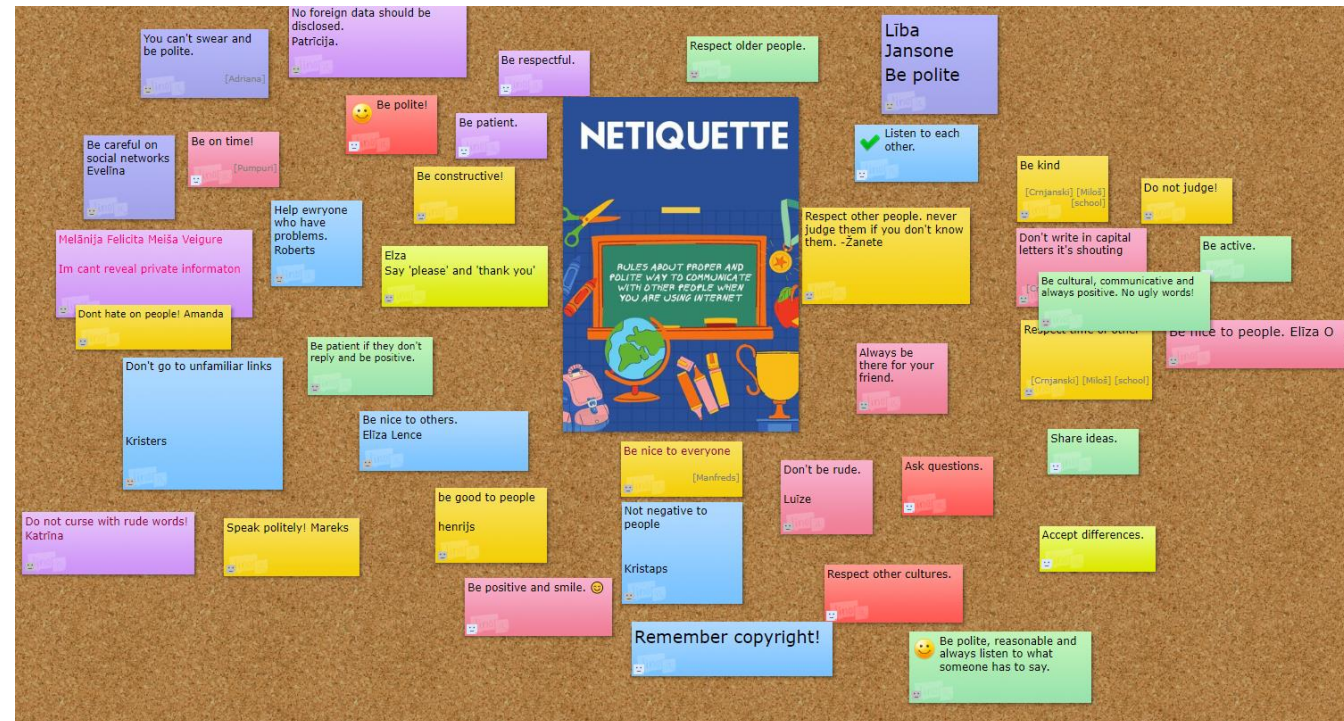 No foreign data should be
disclosed.
Patrīcija.
You can't swear and
be polite.
[Adriana]
Be respectful.
Respect older people.
Lība
Jansone
Be polite
Be polite!
Be patient.
NETIQUETTE
Listen to each
other.
Be careful on
social networks
Evelīna
Be on time!
[Pumpuri]
Be constructive!
Be kind
[Crnjanski] [Miloš]
[school]
Do not judge!
Help ewryone
who have
problems.
Roberts
Respect other people. never
judge them if you don't know
them. -Žanete
Melānija Felicita Meiša Veigure
Im cant reveal private informaton
Elza
Say 'please' and 'thank you'
RULES ABOUT PROPER AND
POLITE WAY TO COMMUNICATE
WITH OTHER PEOPLE WHEN
YOU ARE USING INTERNET
Don't write in capital
letters it's shouting
Be active.
Be cultural, communicative and
always positive. No ugly words!
Dont hate on people! Amanda
Respect time of other
[Crnjanski] [Miloš] [school]
Be nice to people. Elīza O
Be patient if they don't
reply and be positive.
Always be
there for your
friend.
Don't go to unfamiliar links
Kristers
Be nice to others.
Elīza Lence
Share ideas.
Be nice to everyone
[Manfreds]
Don't be rude.
Luīze
Ask questions.
be good to people
henrijs
Not negative to
people
Kristaps
Do not curse with rude words!
Katrīna
Speak politely! Mareks
Accept differences.
Be positive and smile. 😊
Respect other cultures.
Remember copyright!
Be polite, reasonable and
always listen to what
someone has to say.